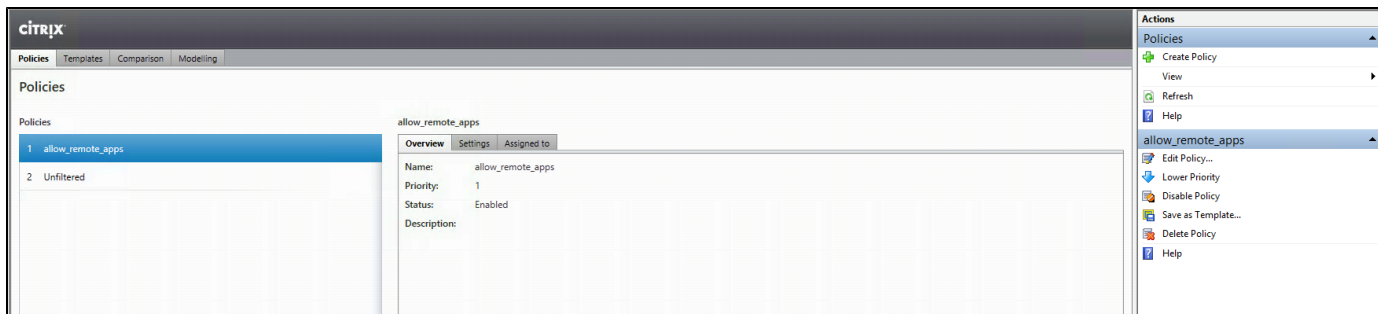 CITRIX
Policies Templates Comparison Modelling
Policies
Policies
1 allow_remote_apps
2 Unfiltered
allow_remote_apps
Overview Settings Assigned to
Name: allow_remote_apps
Priority: 1
Status: Enabled
Description:
Actions
Policies
Create Policy
View
Refresh
Help
allow_remote_apps
Edit Policy...
Lower Priority
Disable Policy
Save as Template...
Delete Policy
Help